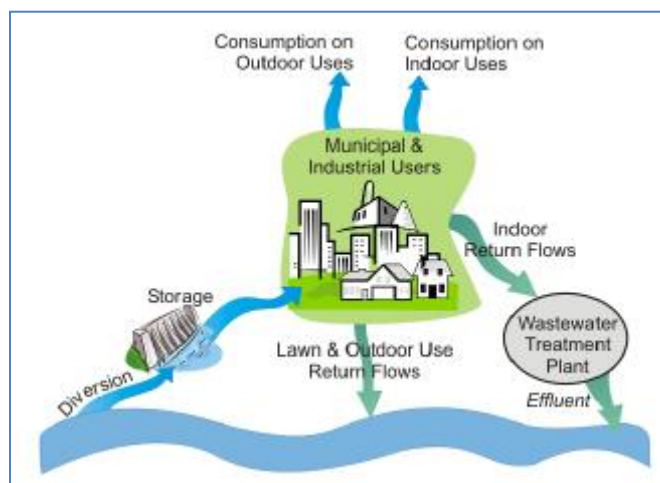 Consumption on
Outdoor Uses
Consumption on
Indoor Uses
Municipal &
Industrial Users
Indoor
Return Flows
Storage
Wastewater
Treatment
Plant
Lawn & Outdoor Use
Return Flows
Diversion
Effluent